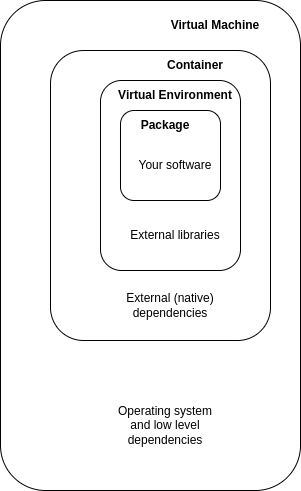 Virtual Machine
Container
Virtual Environment
Package
Your software
External libraries
External (native)
dependencies
Operating system
and low level
dependencies